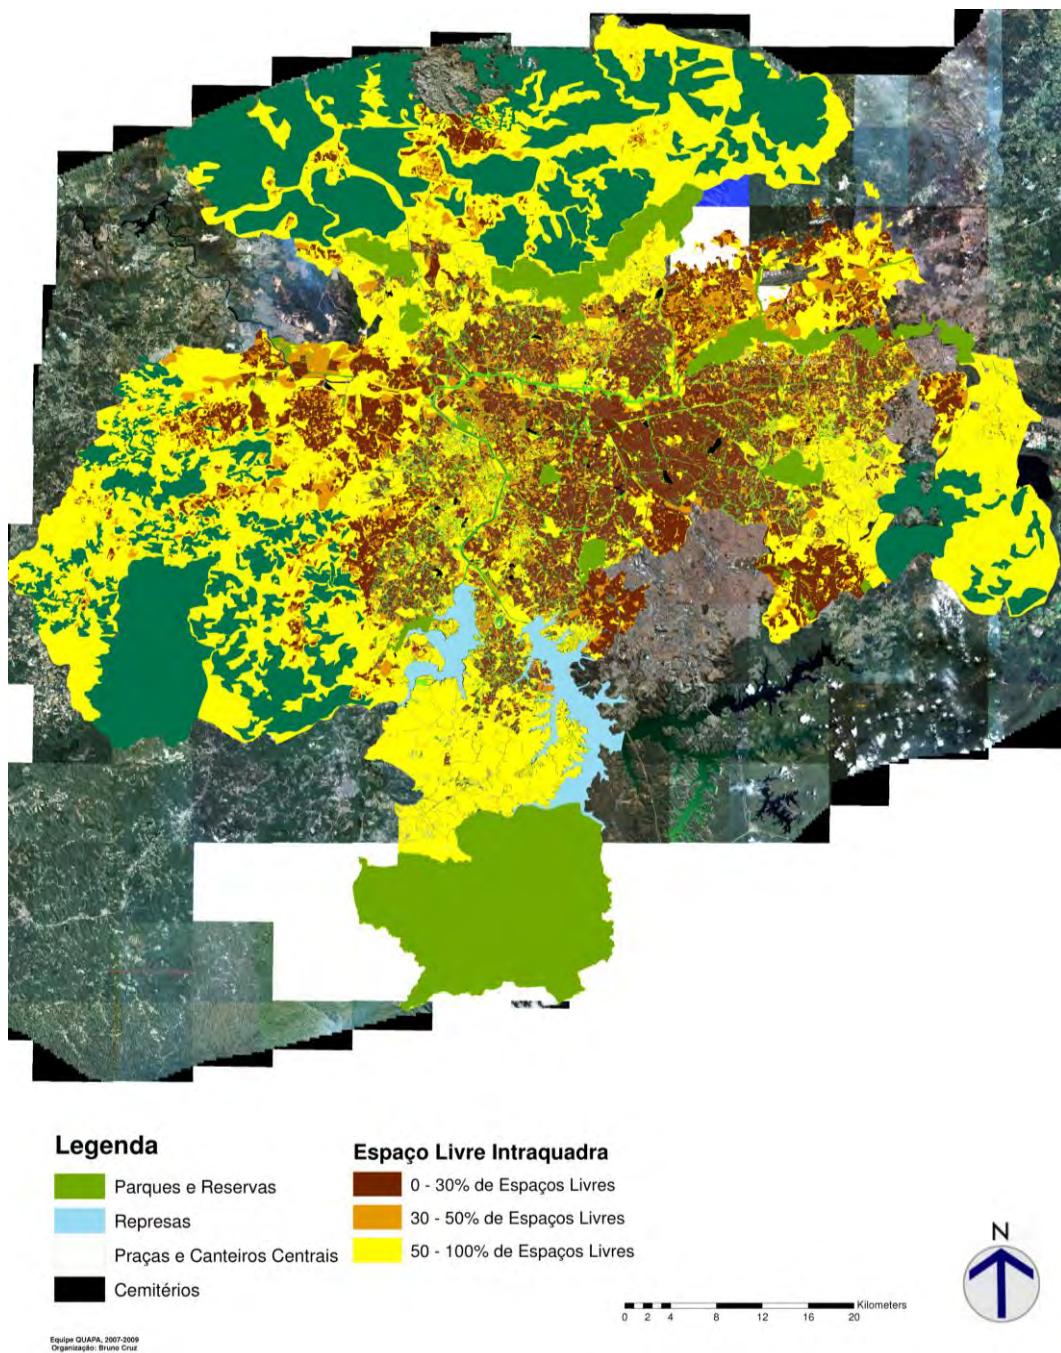 Legenda
Parques e Reservas
Represas
Praças e Canteiros Centrais
Cemitérios
Espaço Livre Intraquadra
0 - 30% de Espaços Livres
30 - 50% de Espaços Livres
50 - 100% de Espaços Livres
N
Kilometers
0 2 4 8 12 16 20
Equipe QUAPA, 2007-2009
Organização: Bruno Cruz